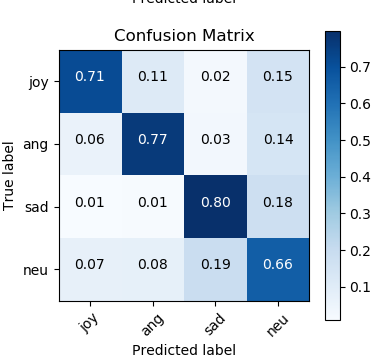 Predicted label
Confusion Matrix
joy 0.71 0.11 0.02 0.15
ang 0.06 0.77 0.03 0.14
sad 0.01 0.01 0.80 0.18
neu 0.07 0.08 0.19 0.66
joy ang sad neu
True label
Predicted label
0.7
0.6
0.5
0.4
0.3
0.2
0.1